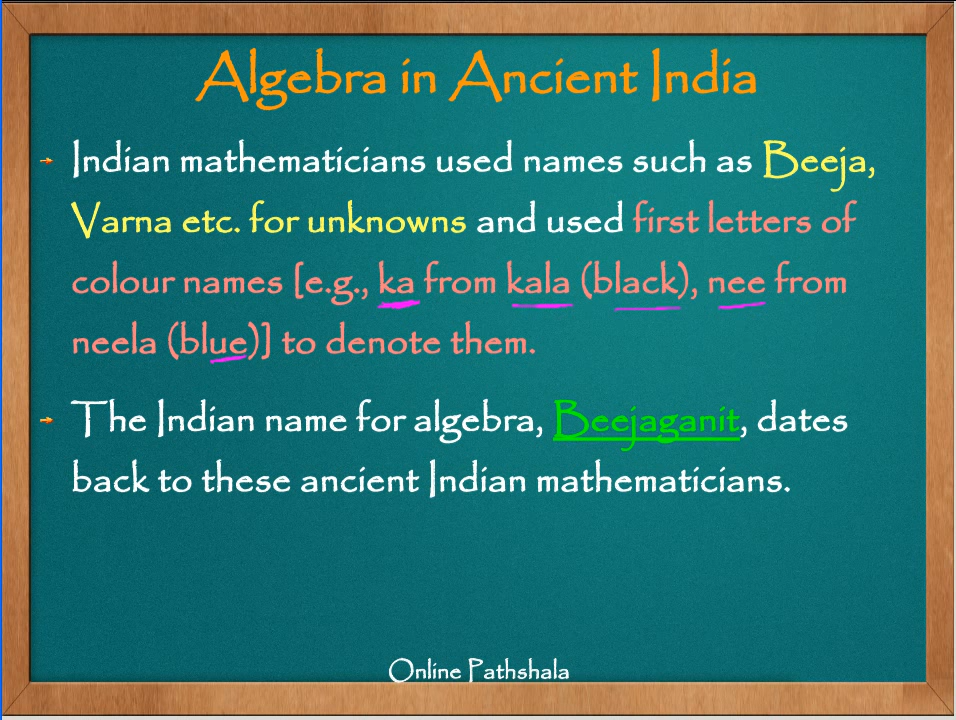 Algebra in Ancient India
Indian mathematicians used names such as Beeja,
Varna etc. for unknowns and used first letters of
colour names [e.g., ka from kala (black), nee from
neela (blue)] to denote them.
The Indian name for algebra, Beejaganit, dates
back to these ancient Indian mathematicians.
Online Pathshala